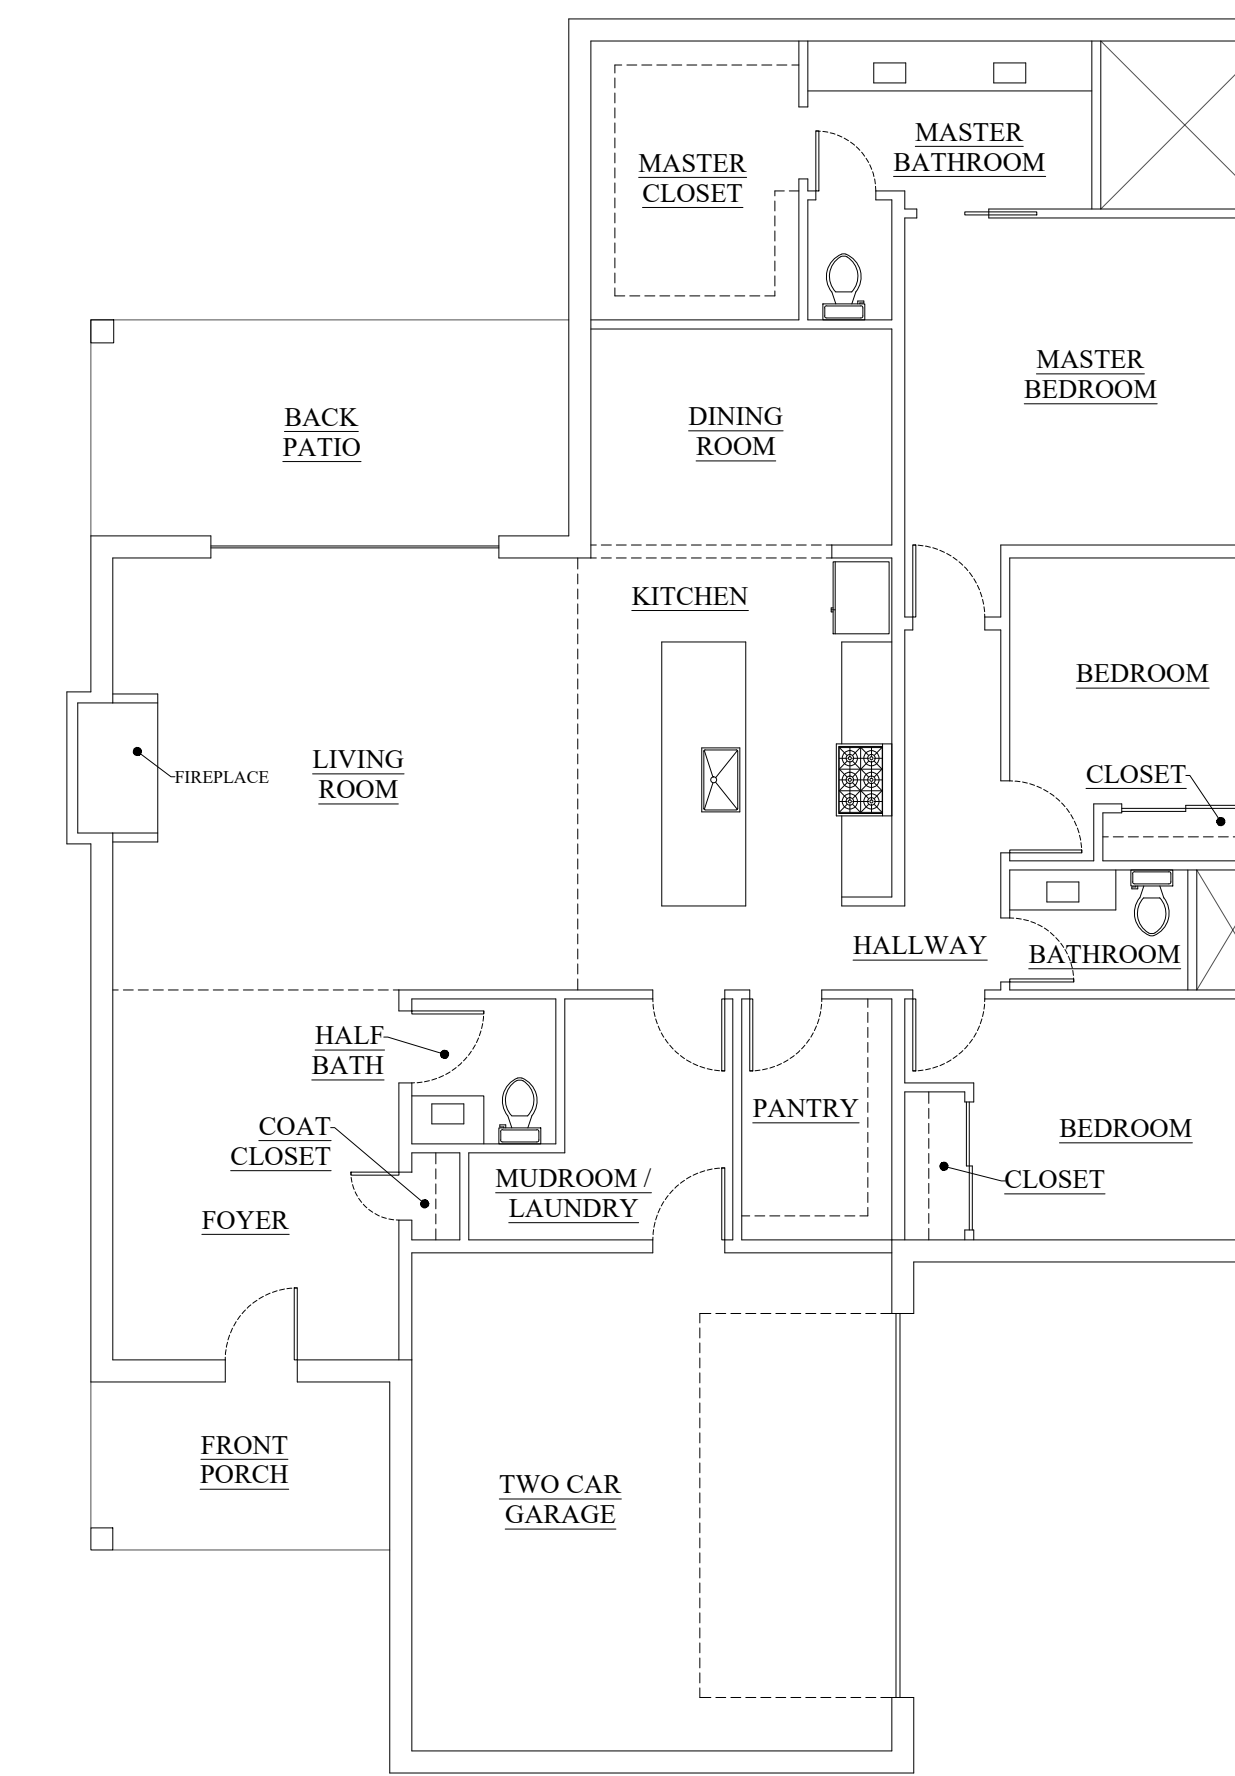 MASTER
BATHROOM
MASTER
CLOSET
MASTER
BEDROOM
BACK
PATIO
DINING
ROOM
KITCHEN
BEDROOM
LIVING
ROOM
FIREPLACE
CLOSET
HALLWAY
BATHROOM
HALF
BATH
PANTRY
COAT
CLOSET
BEDROOM
MUDROOM /
LAUNDRY
CLOSET
FOYER
FRONT
PORCH
TWO CAR
GARAGE